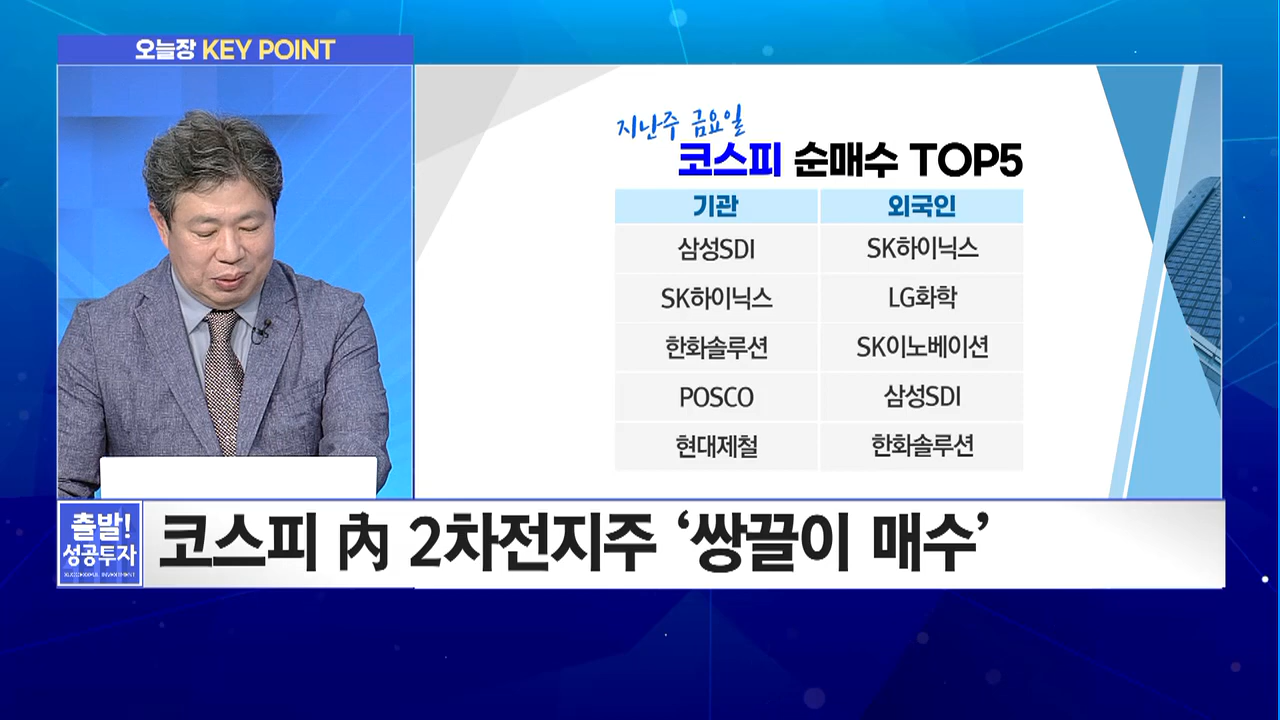 오늘장 KEY POINT
지난주 금요일
코스피 순매수 TOP5
기관 외국인
삼성SDI SK하이닉스
SK하이닉스 LG화학
한화솔루션 SK이노베이션
POSCO 삼성SDI
현대제철 한화솔루션
출발!
성공투자
코스피 內 2차전지주 ‘쌍끌이 매수’